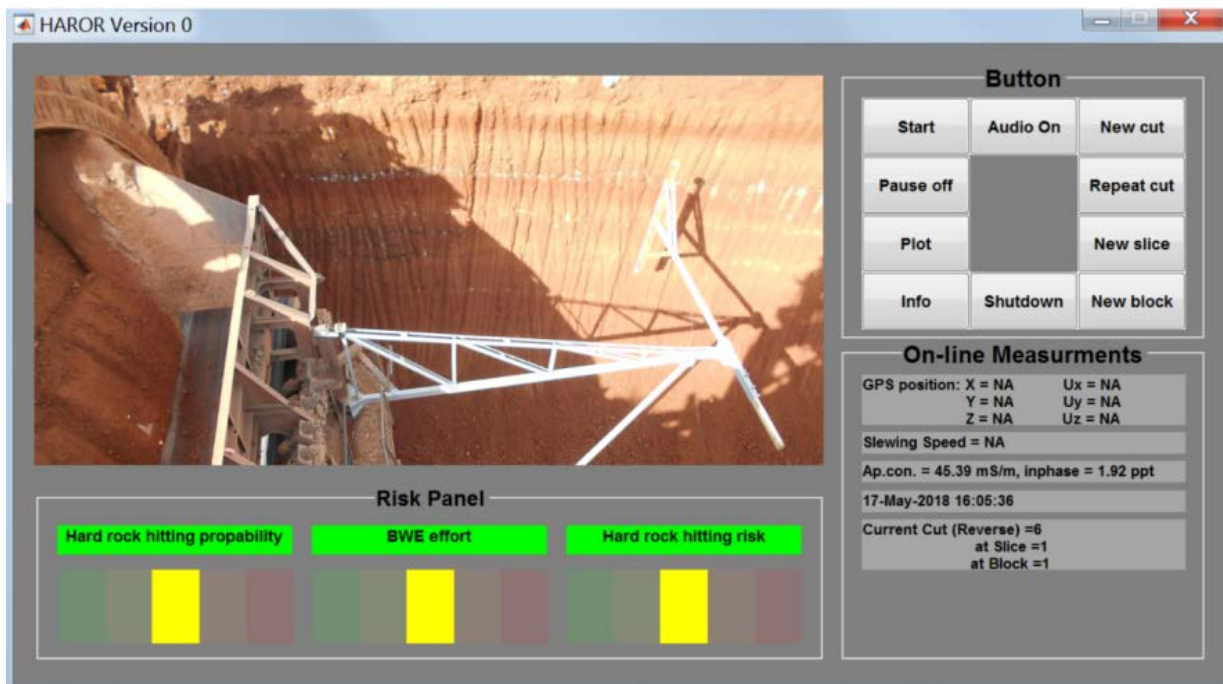 HAROR Version 0
Button
Start Audio On New cut
Pause off Repeat cut
Plot New slice
Info Shutdown New block
On-line Measurments
GPS position: X = NA Ux = NA
Y = NA Uy = NA
Z = NA Uz = NA
Slewing Speed = NA
Ap.con. = 45.39 mS/m, inphase = 1.92 ppt
17-May-2018 16:05:36
Current Cut (Reverse) =6
at Slice =1
at Block =1
Risk Panel
Hard rock hitting propability BWE effort Hard rock hitting risk